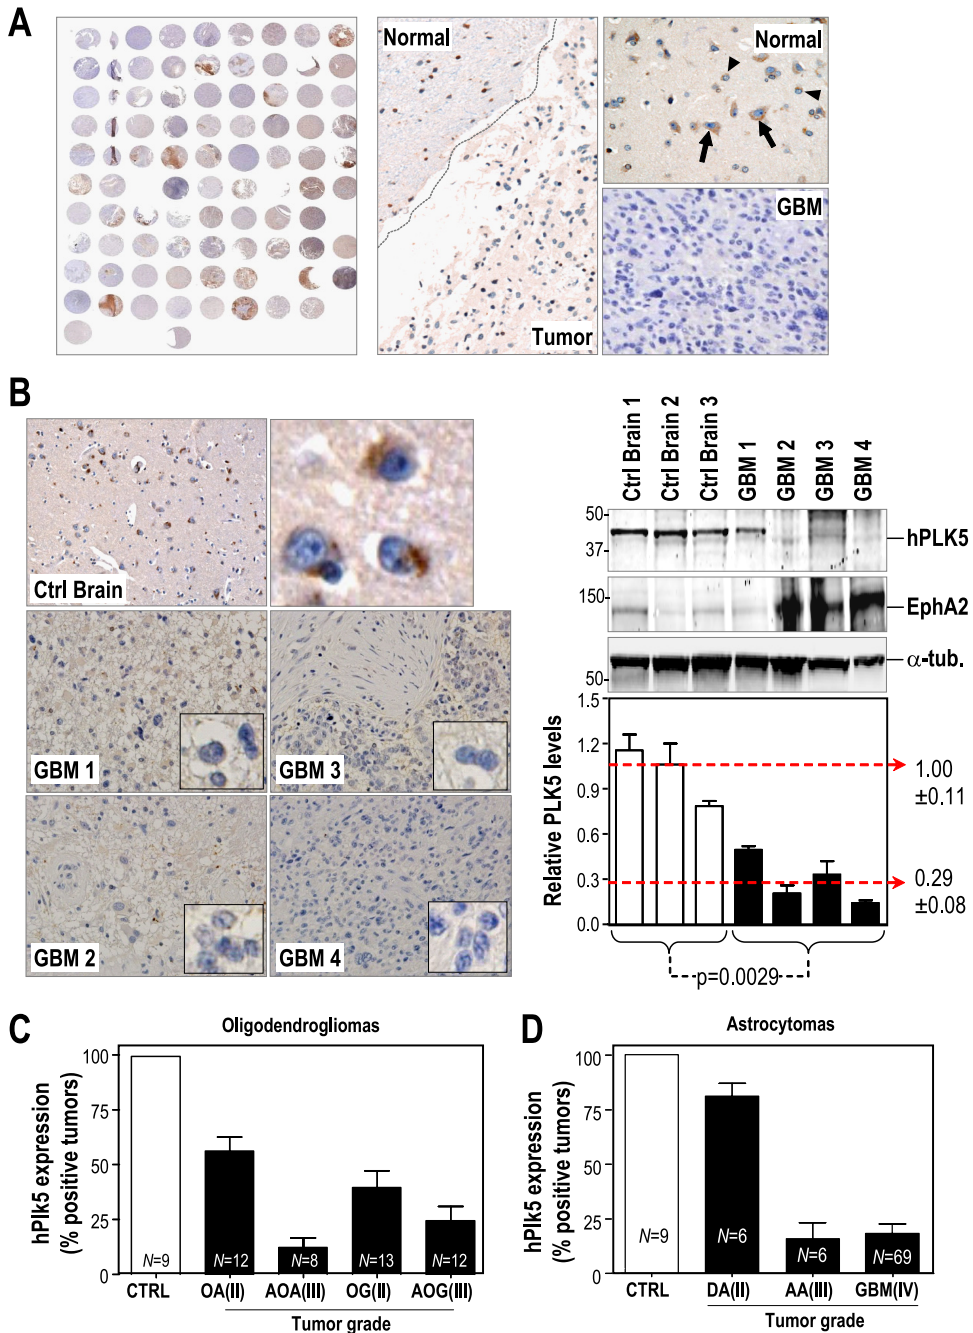 A
Normal
Tumor
Normal
GBM
B
Ctrl Brain
GBM 1
GBM 3
GBM 2
GBM 4
Ctrl Brain 1
Ctrl Brain 2
Ctrl Brain 3
GBM 1
GBM 2
GBM 3
GBM 4
50
37
hPLK5
150
EphA2
50
α-tub.
Relative PLK5 levels
1.5
1.2
0.9
0.6
0.3
0.0
1.00
±0.11
0.29
±0.08
p=0.0029
C
Oligodendrogliomas
hPlk5 expression
(% positive tumors)
100
75
50
25
0
N=9
N=12
N=8
N=13
N=12
CTRL
OA(II)
AOA(III)
OG(II)
AOG(III)
Tumor grade
D
Astrocytomas
hPlk5 expression
(% positive tumors)
100
75
50
25
0
N=9
N=6
N=6
N=69
CTRL
DA(II)
AA(III)
GBM(IV)
Tumor grade